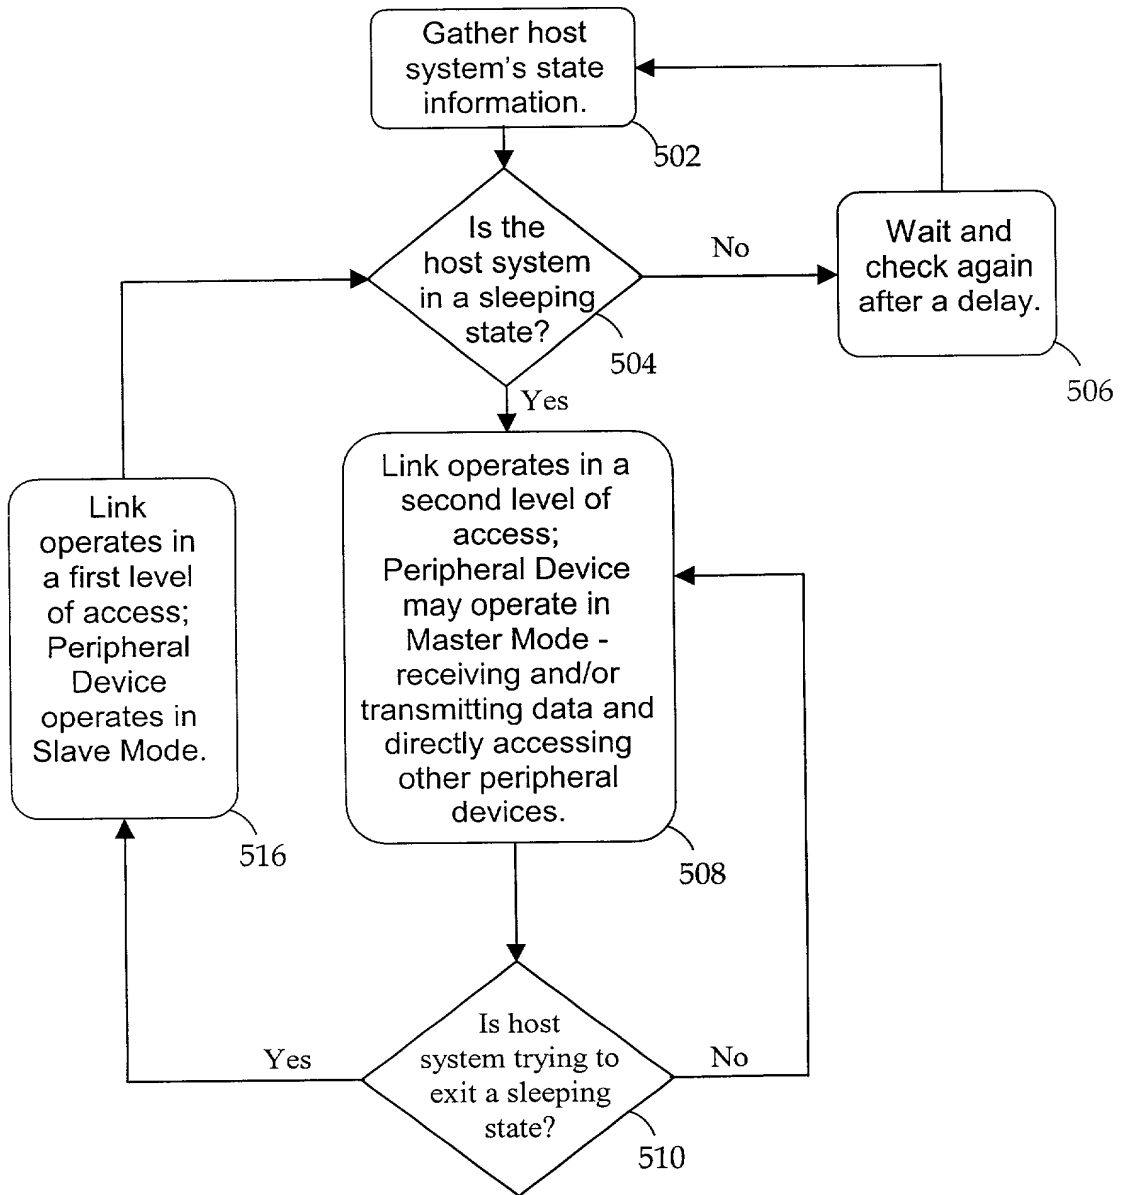 Gather host
system's state
information.
502
Is the
host system
in a sleeping
state?
504
No
Wait and
check again
after a delay.
506
Yes
Link operates in a
second level of
access;
Peripheral Device
may operate in
Master Mode -
receiving and/or
transmitting data and
directly accessing
other peripheral
devices.
508
Link
operates in
a first level
of access;
Peripheral
Device
operates in
Slave Mode.
516
Is host
system trying to
exit a sleeping
state?
510
Yes
No